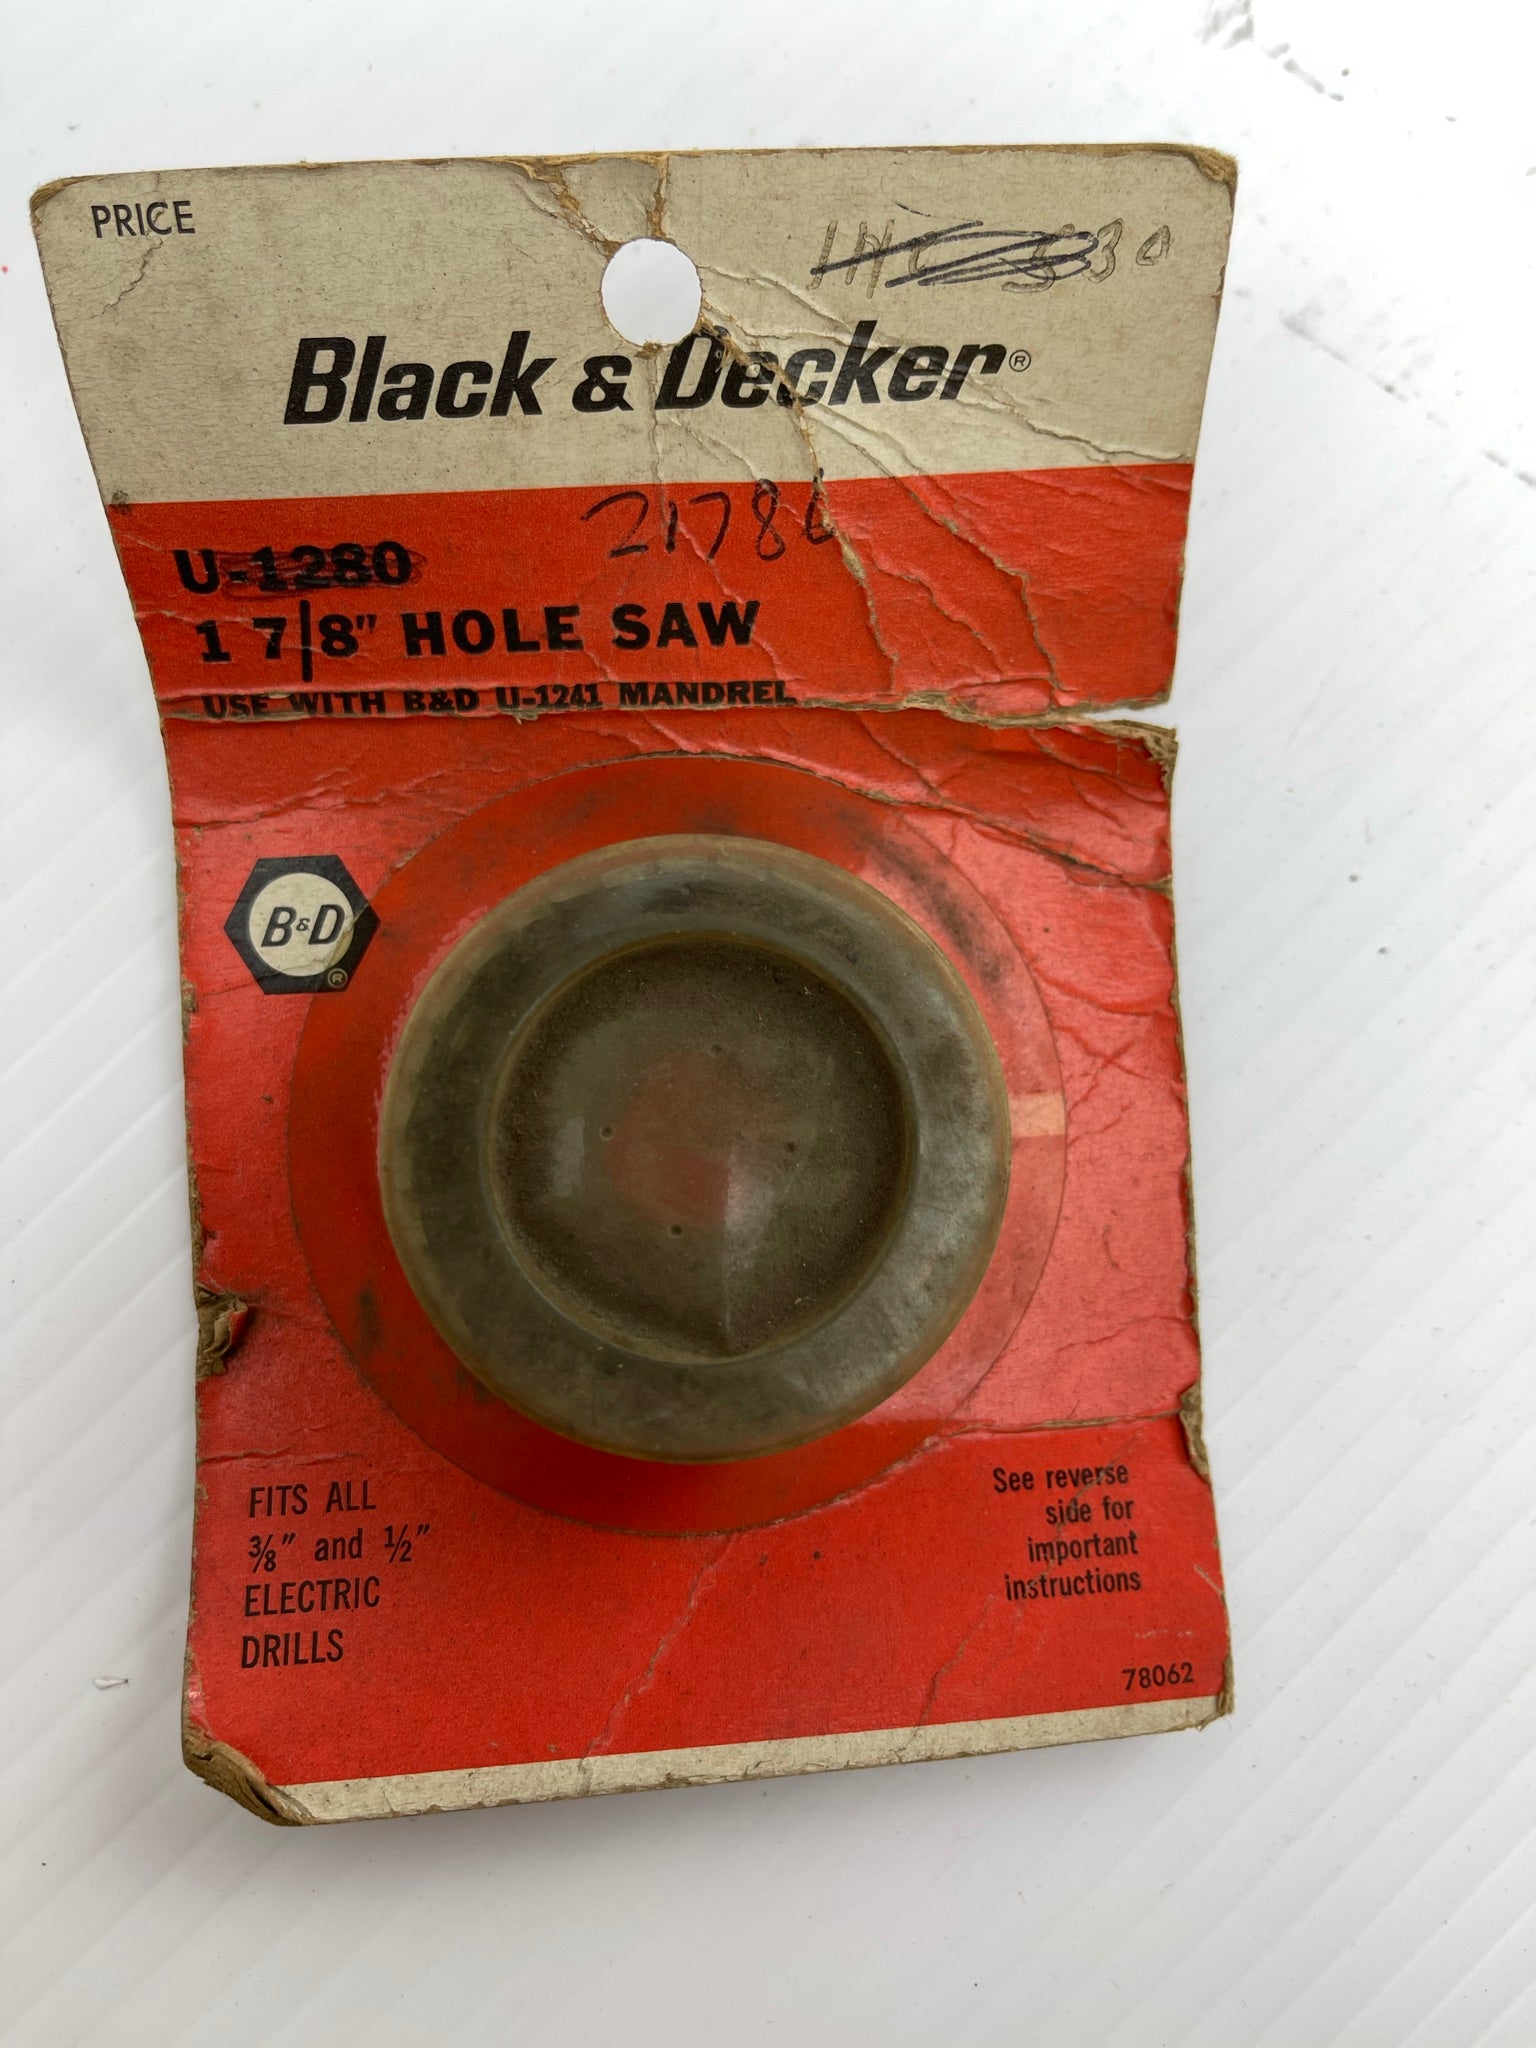 PRICE
Black & Decker®
21786
U-1280
1 7/8" HOLE SAW
USE WITH B&D U-1241 MANDREL
B&D®
FITS ALL
3/8" and 1/2"
ELECTRIC
DRILLS
See reverse
side for
important
instructions
78062